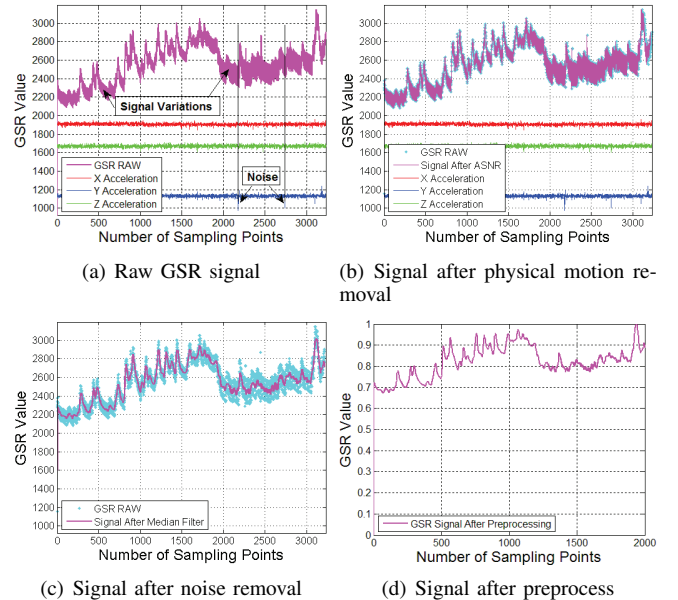 3000
2800
2600
2400
2200
2000
1800
1600
1400
1200
1000
GSR Value
Signal Variations
GSR RAW
X Acceleration
Y Acceleration
Z Acceleration
Noise
0 500 1000 1500 2000 2500 3000
Number of Sampling Points
(a) Raw GSR signal
3000
2800
2600
2400
2200
2000
1800
1600
1400
1200
1000
GSR Value
GSR RAW
Signal After ASNR
X Acceleration
Y Acceleration
Z Acceleration
0 500 1000 1500 2000 2500 3000
Number of Sampling Points
(b) Signal after physical motion re-
moval
3000
2800
2600
2400
2200
2000
1800
1600
1400
1200
1000
GSR Value
GSR RAW
Signal After Median Filter
0 500 1000 1500 2000 2500 3000
Number of Sampling Points
(c) Signal after noise removal
1
0.9
0.8
0.7
0.6
0.5
0.4
0.3
0.2
0.1
0
GSR Value
GSR Signal After Preprocessing
0 500 1000 1500 2000
Number of Sampling Points
(d) Signal after preprocess